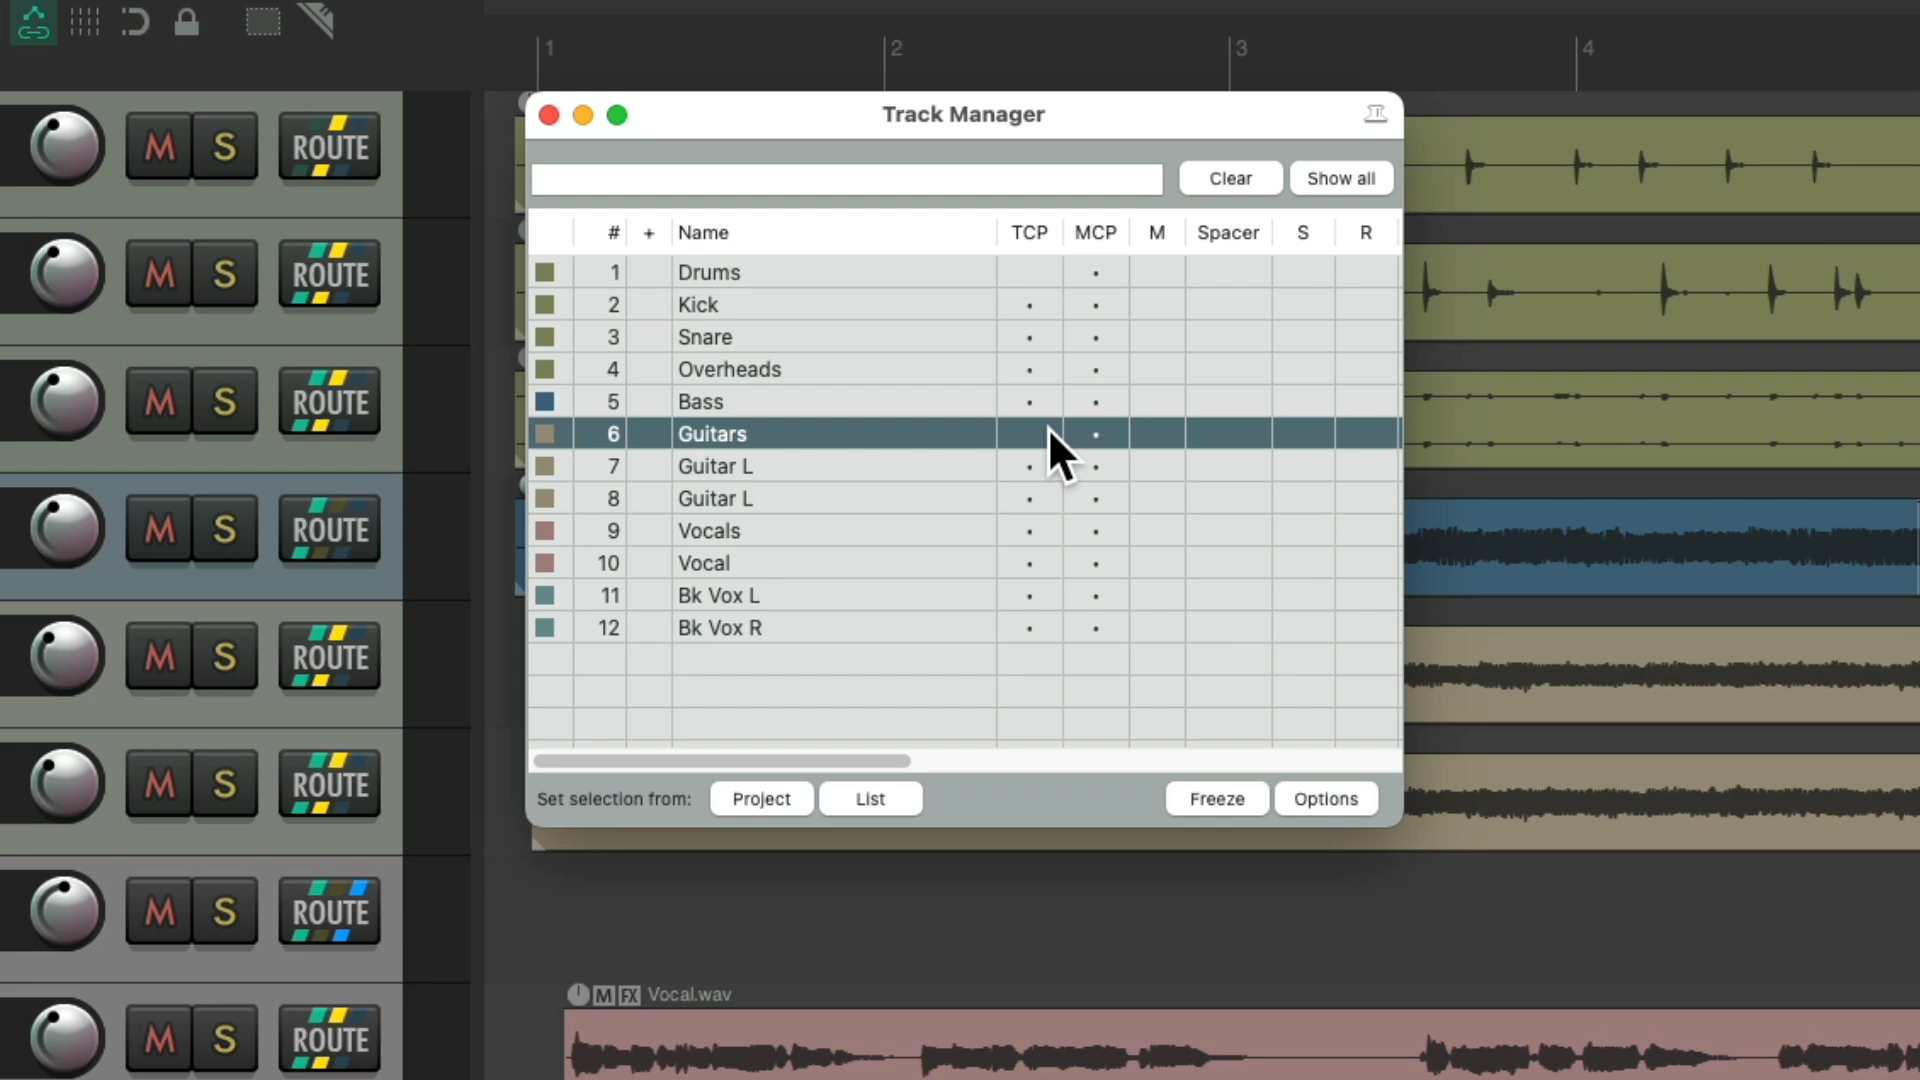 1 2 3 4
Track Manager
Clear Show all
# + Name TCP MCP M Spacer S R
1 Drums
2 Kick
3 Snare
4 Overheads
5 Bass
6 Guitars
7 Guitar L
8 Guitar L
9 Vocals
10 Vocal
11 Bk Vox L
12 Bk Vox R
Set selection from: Project List Freeze Options
M S ROUTE
M S ROUTE
M S ROUTE
M S ROUTE
M S ROUTE
M S ROUTE
M S ROUTE
M FX Vocal.wav
M S ROUTE